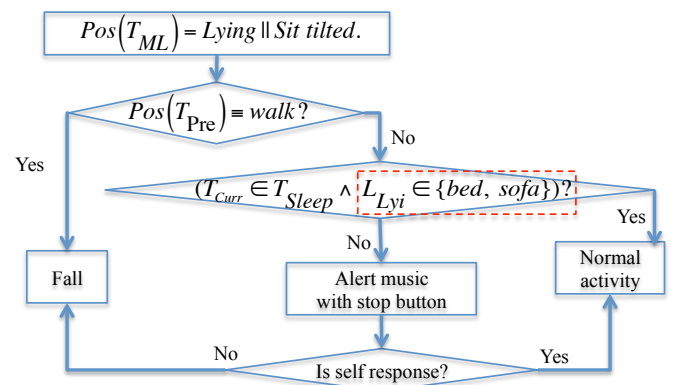 Pos(T_ML) = Lying || Sit tilted.
Pos(T_Pre) ≡ walk?
No
Yes
(T_Curr ∈ T_Sleep ∧ L_Lyi ∈ {bed, sofa})?
Yes
No
Fall
Alert music
with stop button
Normal
activity
No
Is self response?
Yes